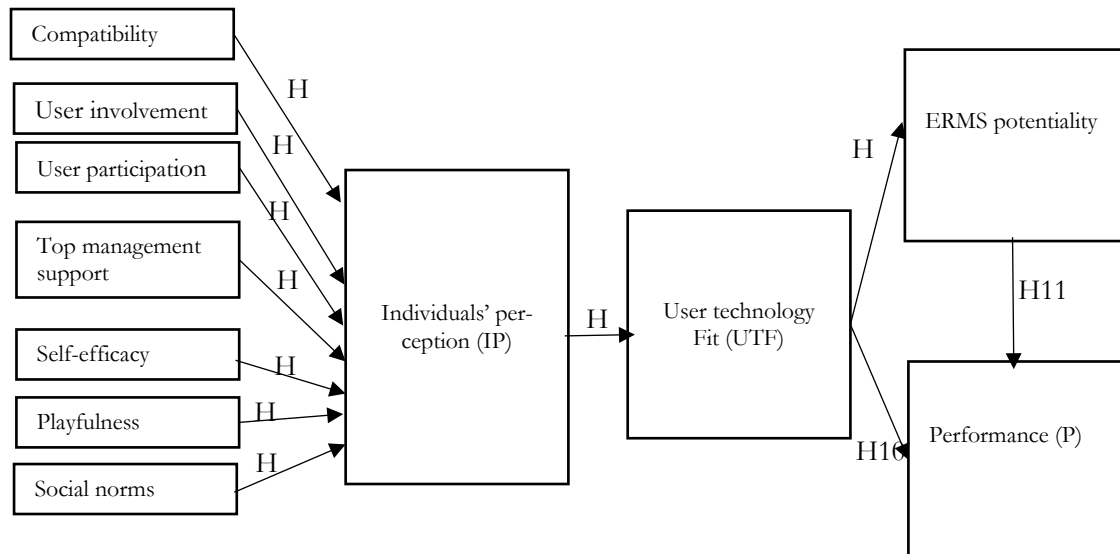 Compatibility
H
User involvement
H
User participation
H
Top management
support
H
Self-efficacy
H
Playfulness
H
Social norms
H
Individuals' per-
ception (IP)
H
User technology
Fit (UTF)
H
ERMS potentiality
H11
H10
Performance (P)